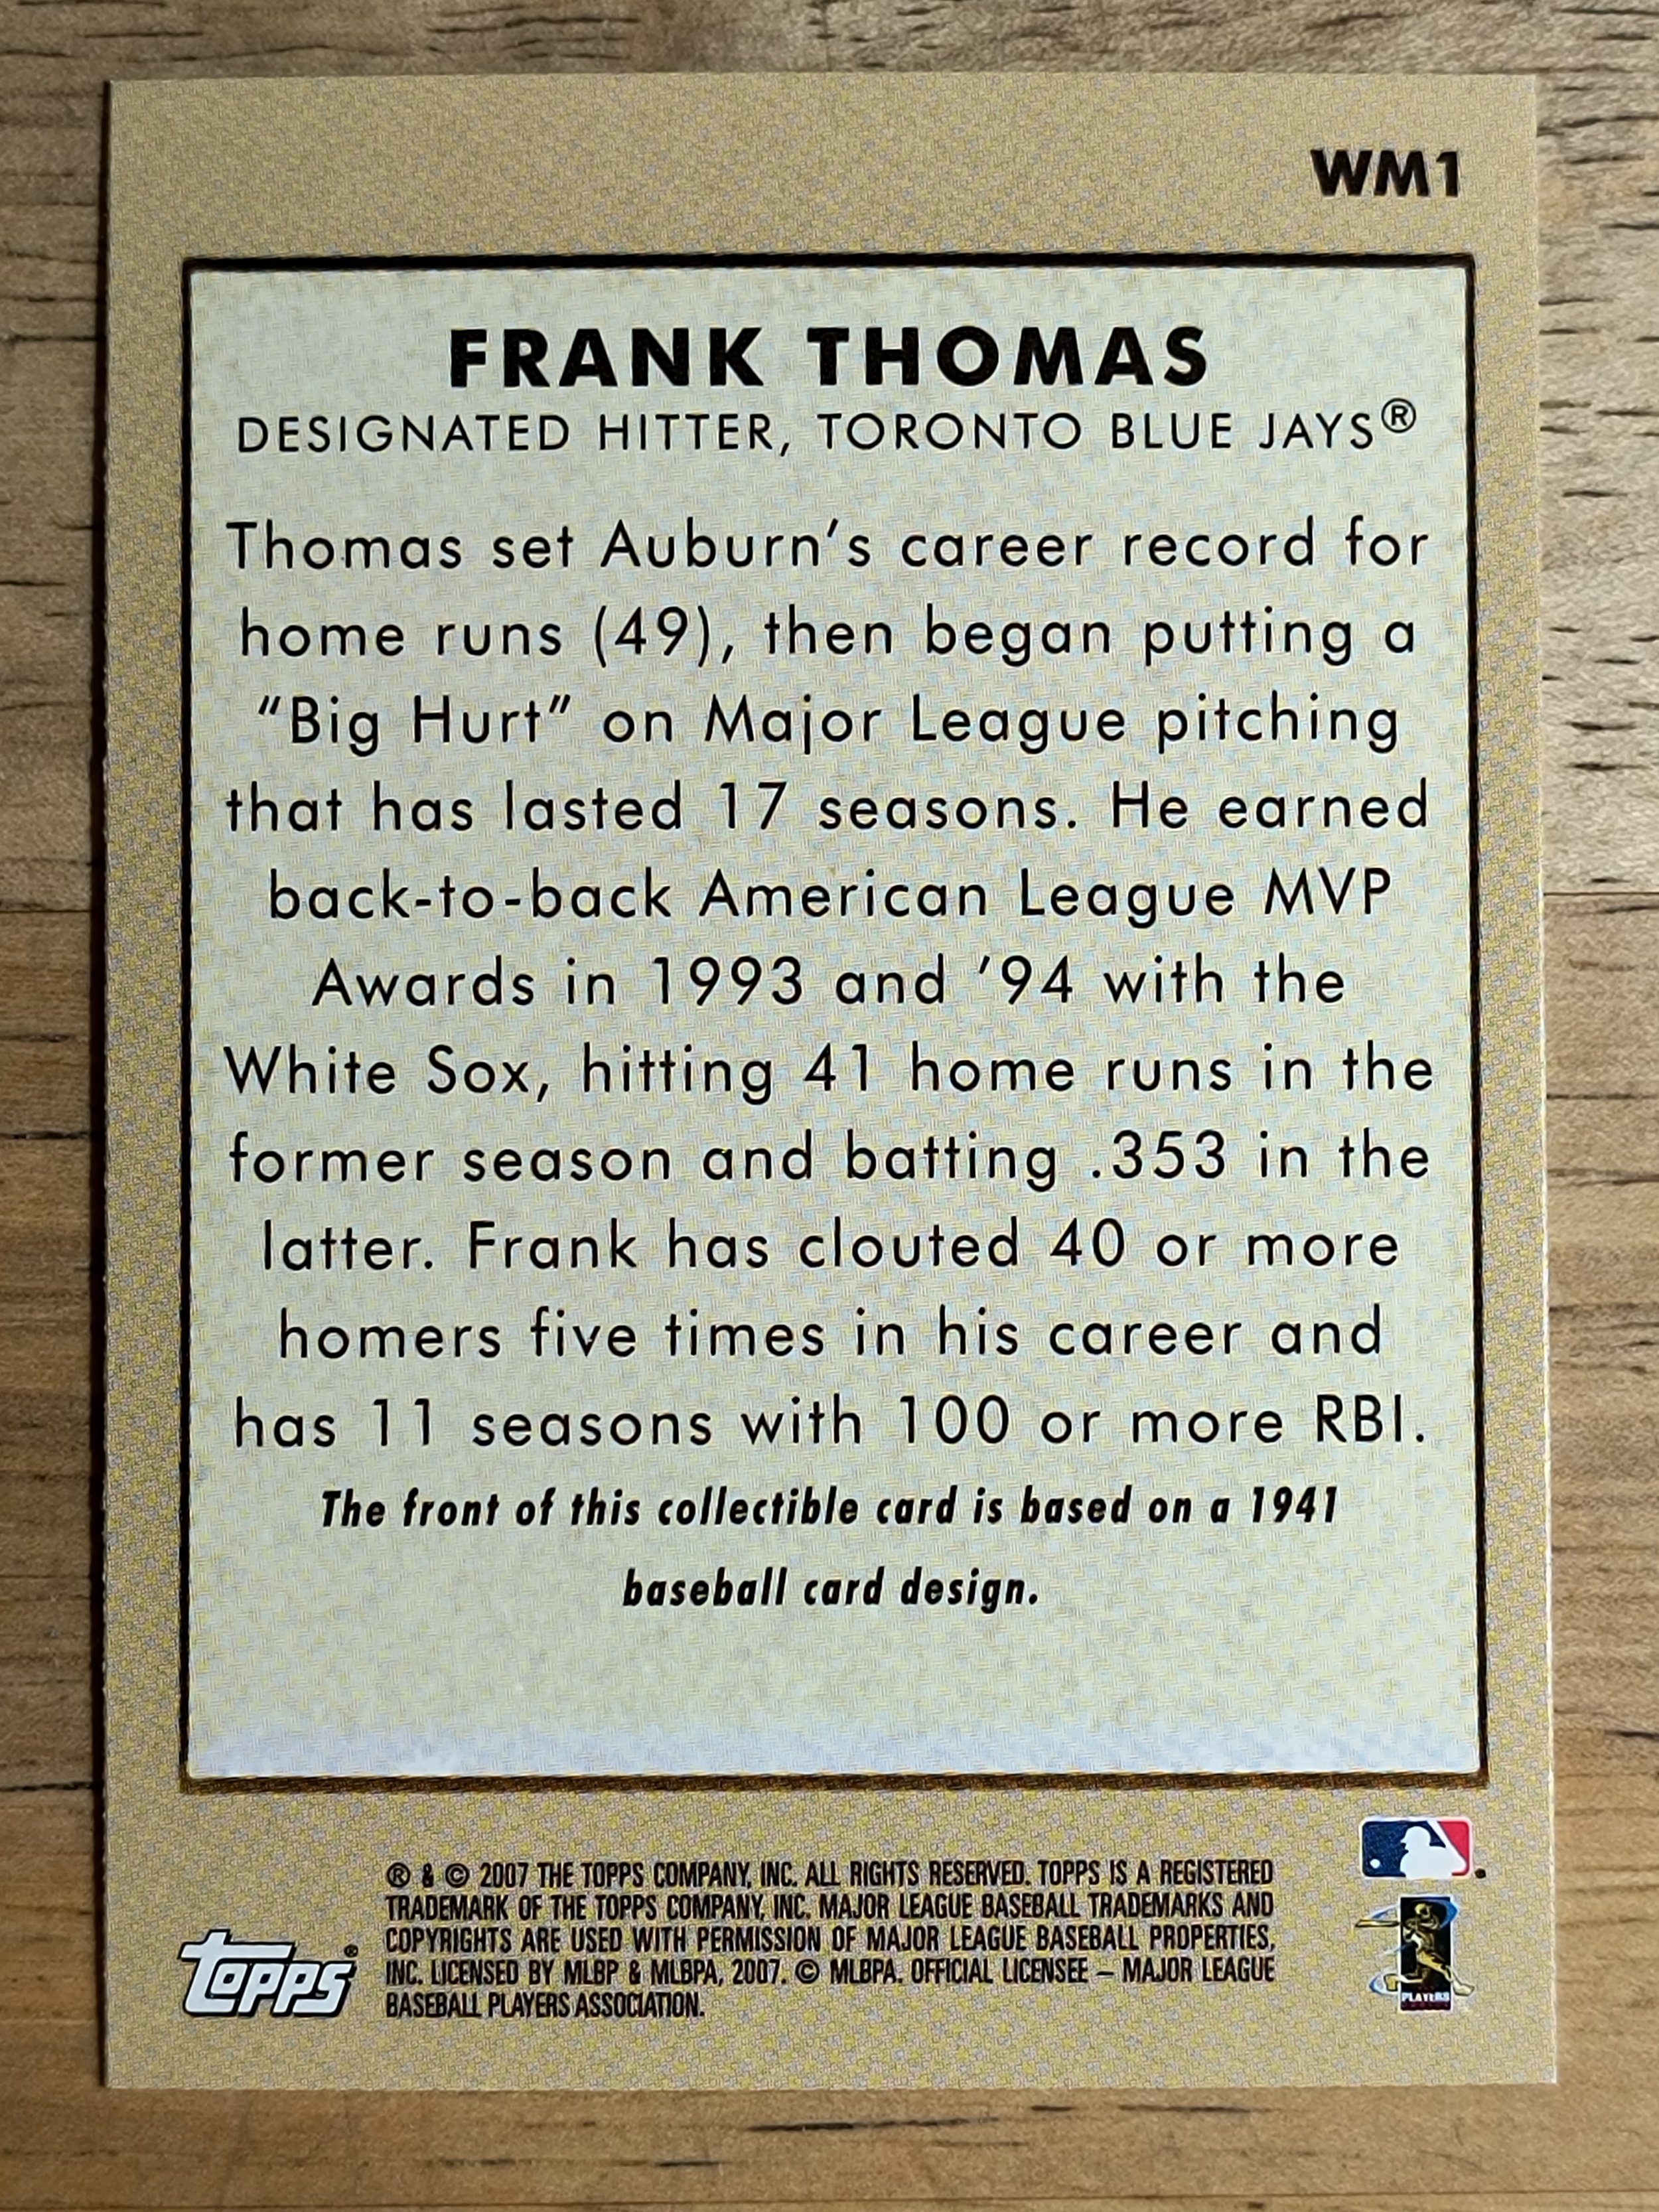 WM1
FRANK THOMAS
DESIGNATED HITTER, TORONTO BLUE JAYS®
Thomas set Auburn's career record for
home runs (49), then began putting a
"Big Hurt" on Major League pitching
that has lasted 17 seasons. He earned
back-to-back American League MVP
Awards in 1993 and '94 with the
White Sox, hitting 41 home runs in the
former season and batting .353 in the
latter. Frank has clouted 40 or more
homers five times in his career and
has 11 seasons with 100 or more RBI.
The front of this collectible card is based on a 1941
baseball card design.
® & © 2007 THE TOPPS COMPANY, INC. ALL RIGHTS RESERVED. TOPPS IS A REGISTERED
TRADEMARK OF THE TOPPS COMPANY, INC. MAJOR LEAGUE BASEBALL TRADEMARKS AND
COPYRIGHTS ARE USED WITH PERMISSION OF MAJOR LEAGUE BASEBALL PROPERTIES,
INC. LICENSED BY MLBP & MLBPA, 2007. © MLBPA. OFFICIAL LICENSEE – MAJOR LEAGUE
BASEBALL PLAYERS ASSOCIATION.
Topps®
PLAYERS